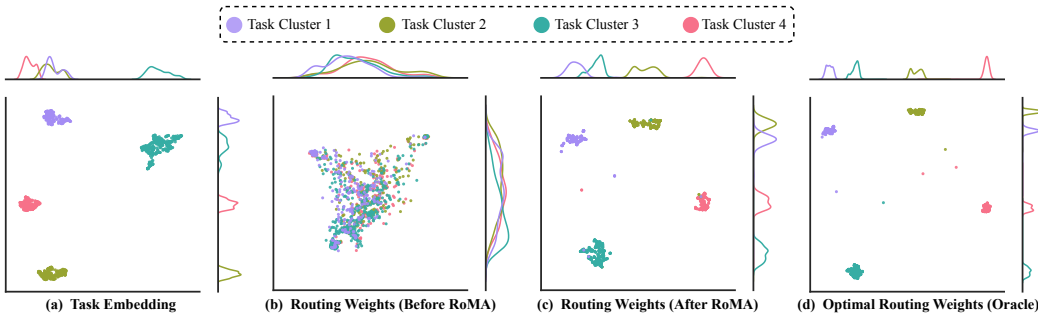 Task Cluster 1 Task Cluster 2 Task Cluster 3 Task Cluster 4
(a) Task Embedding (b) Routing Weights (Before RoMA) (c) Routing Weights (After RoMA) (d) Optimal Routing Weights (Oracle)